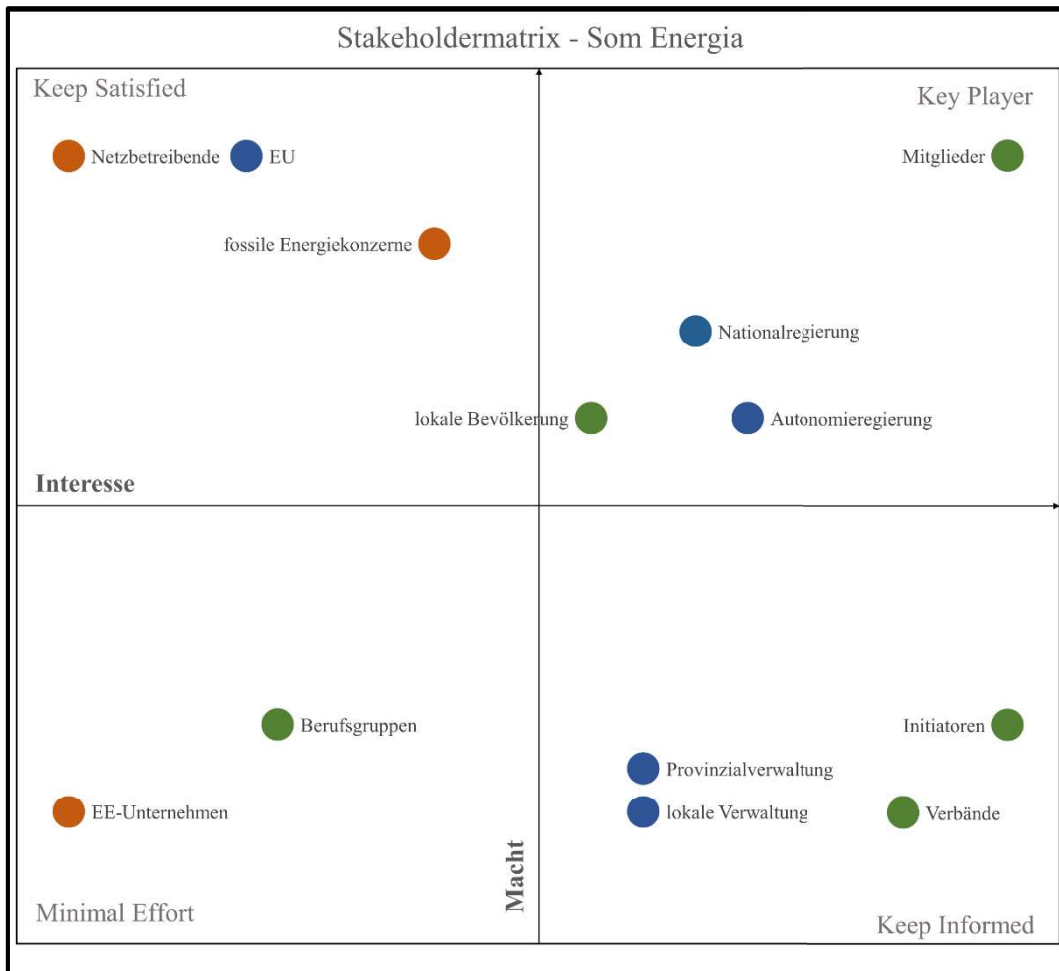 Stakeholdermatrix - Som Energia
Keep Satisfied
Key Player
Netzbetreibende
EU
Mitglieder
fossile Energiekonzerne
Nationalregierung
lokale Bevölkerung
Autonomieregierung
Interesse
Berufsgruppen
Initiatoren
Provinzialverwaltung
EE-Unternehmen
lokale Verwaltung
Verbände
Macht
Minimal Effort
Keep Informed